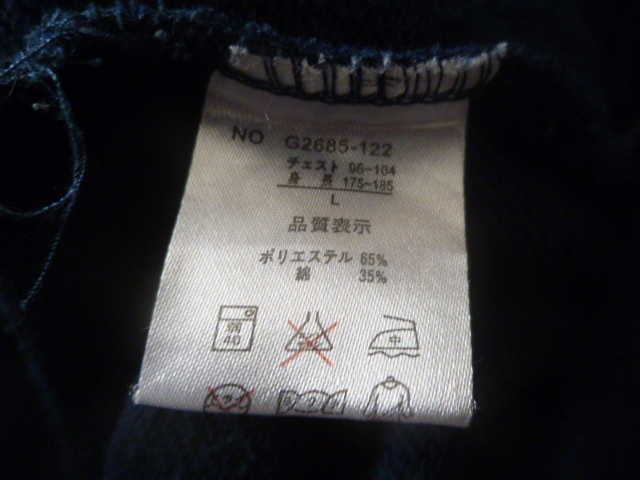 NO G2685-122
チェスト 96-104
身長 175-185
L
品質表示
ポリエステル 65%
綿 35%
弱
40
中